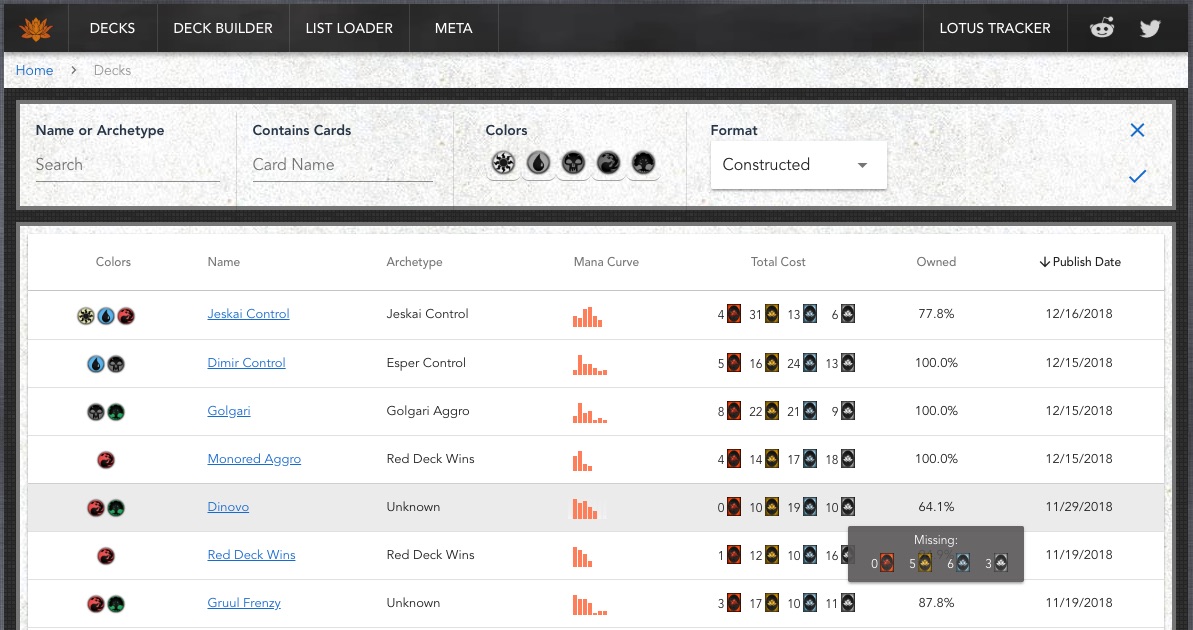 DECKS DECK BUILDER LIST LOADER META LOTUS TRACKER
Home > Decks
Name or Archetype Contains Cards Colors Format
Search Card Name Constructed
Colors Name Archetype Mana Curve Total Cost Owned Publish Date
Jeskai Control Jeskai Control 4 31 13 6 77.8% 12/16/2018
Dimir Control Esper Control 5 16 24 13 100.0% 12/15/2018
Golgari Golgari Aggro 8 22 21 9 100.0% 12/15/2018
Monored Aggro Red Deck Wins 4 14 17 18 100.0% 12/15/2018
Dinovo Unknown 0 10 19 10 64.1% 11/29/2018
Missing:
Red Deck Wins Red Deck Wins 1 12 10 16 11/19/2018
0 5 6 3
Gruul Frenzy Unknown 3 17 10 11 87.8% 11/19/2018